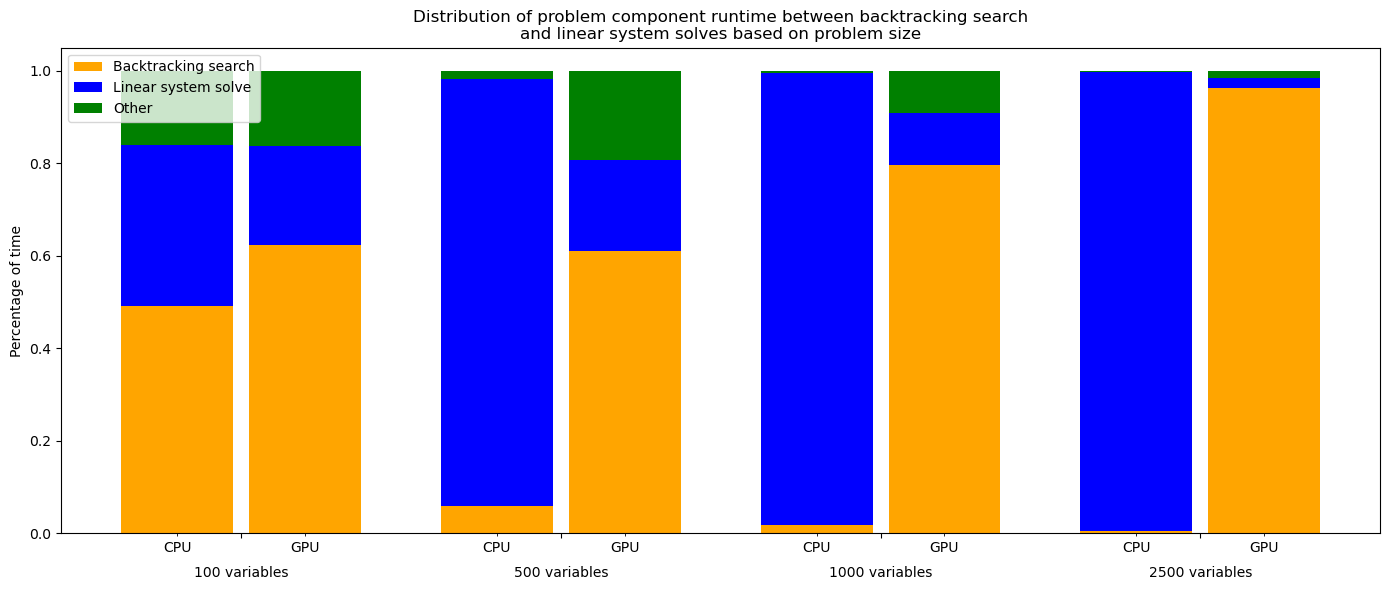 Distribution of problem component runtime between backtracking search
and linear system solves based on problem size
Backtracking search
Linear system solve
Other
Percentage of time
1.0
0.8
0.6
0.4
0.2
0.0
CPU GPU CPU GPU CPU GPU CPU GPU
100 variables 500 variables 1000 variables 2500 variables